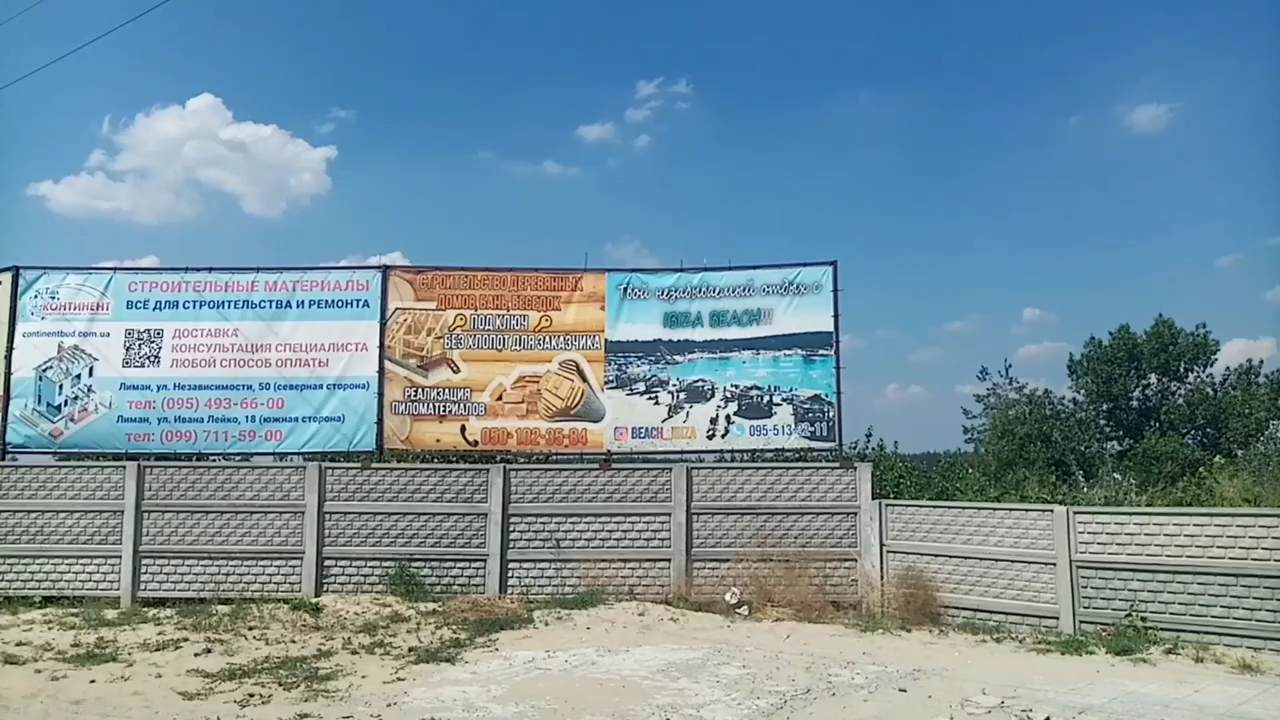 КОНТИНЕНТ
СТРОИТЕЛЬНЫЕ МАТЕРИАЛЫ
ВСЁ ДЛЯ СТРОИТЕЛЬСТВА И РЕМОНТА
continentbud.com.ua
ДОСТАВКА
КОНСУЛЬТАЦИЯ СПЕЦИАЛИСТА
ЛЮБОЙ СПОСОБ ОПЛАТЫ
Лиман, ул. Независимости, 50 (северная сторона)
тел: (095) 493-66-00
Лиман, ул. Ивана Лейко, 18 (южная сторона)
тел: (099) 711-59-00
СТРОИТЕЛЬСТВО ДЕРЕВЯННЫХ
ДОМОВ, БАНЬ, БЕСЕДОК
ПОД КЛЮЧ
БЕЗ ХЛОПОТ ДЛЯ ЗАКАЗЧИКА
РЕАЛИЗАЦИЯ
ПИЛОМАТЕРИАЛОВ
050-102-35-84
Твой незабываемый отдых с
IBIZA BEACH!!!
BEACH_IBIZA
095-513-22-11